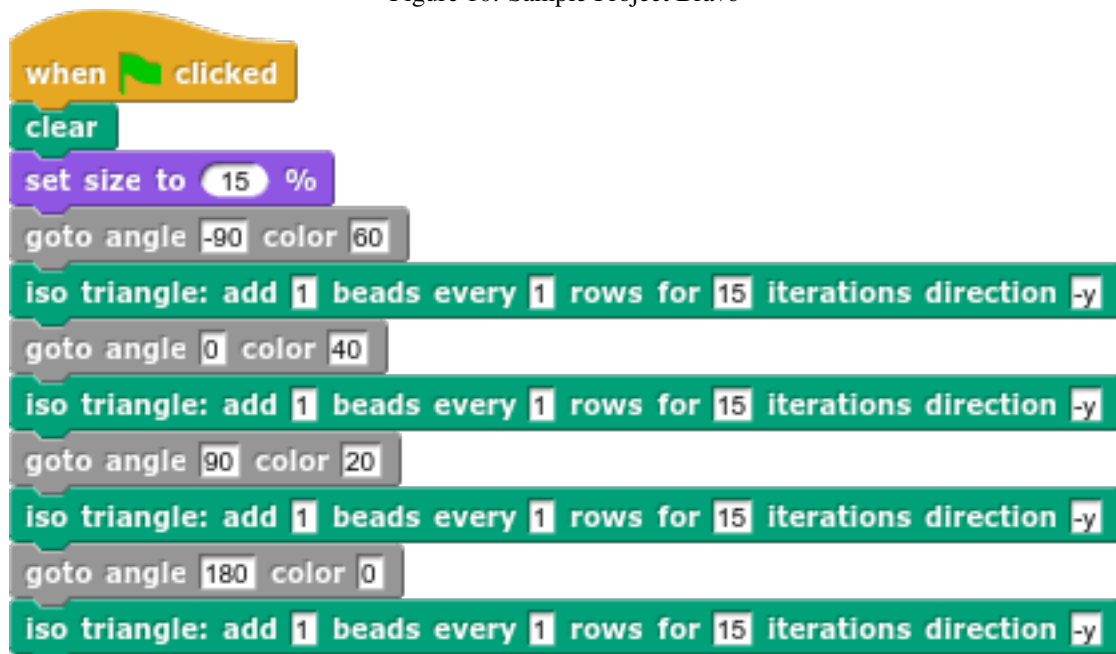 Figure 16: Sample Project Bravo
when clicked
clear
set size to 15 %
goto angle -90 color 60
iso triangle: add 1 beads every 1 rows for 15 iterations direction -y
goto angle 0 color 40
iso triangle: add 1 beads every 1 rows for 15 iterations direction -y
goto angle 90 color 20
iso triangle: add 1 beads every 1 rows for 15 iterations direction -y
goto angle 180 color 0
iso triangle: add 1 beads every 1 rows for 15 iterations direction -y